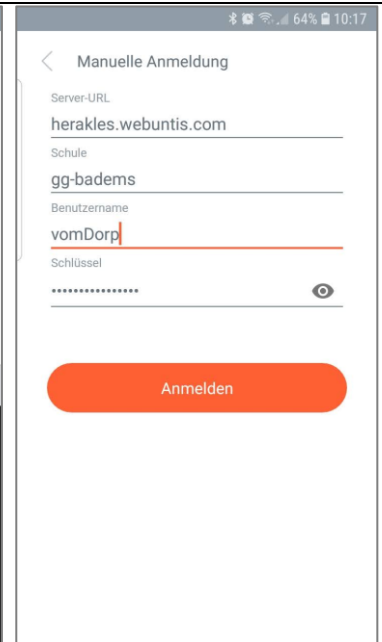 64% 10:17
Manuelle Anmeldung
Server-URL
herakles.webuntis.com
Schule
gg-badems
Benutzername
vomDorp
Schlüssel
••••••••••••••••
Anmelden